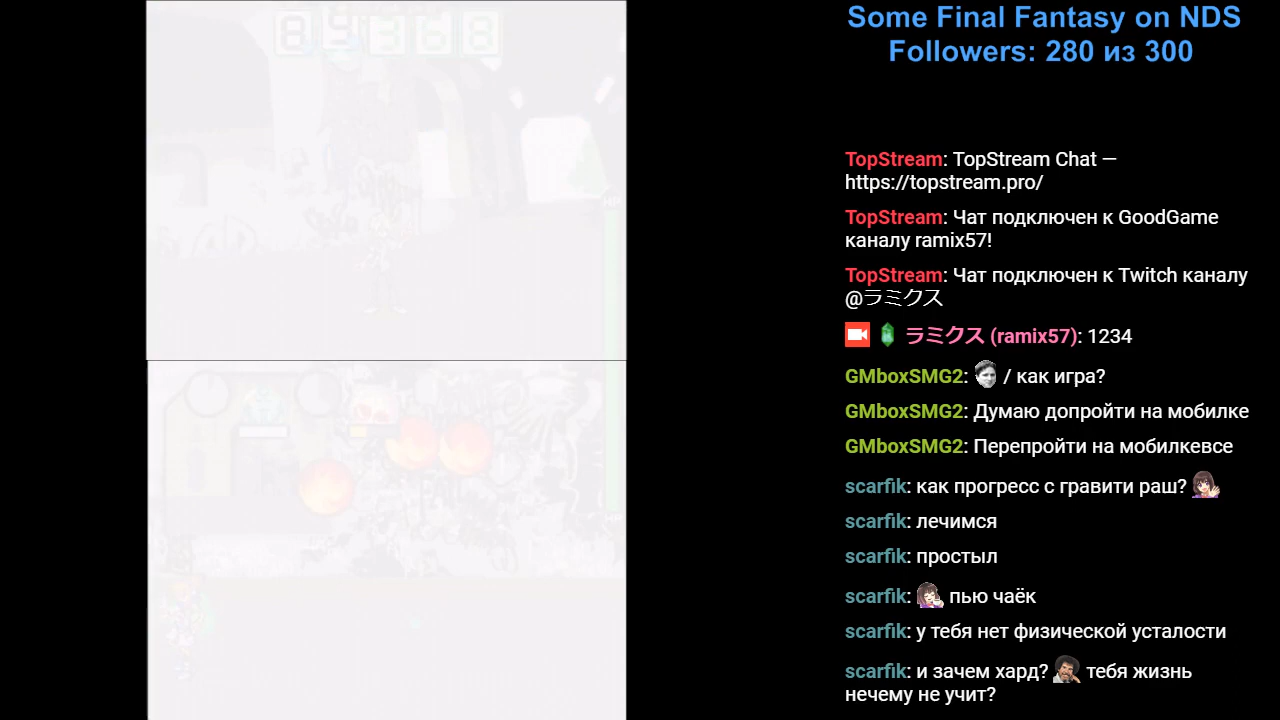 Some Final Fantasy on NDS
Followers: 280 из 300
TopStream: TopStream Chat —
https://topstream.pro/
TopStream: Чат подключен к GoodGame
каналу ramix57!
TopStream: Чат подключен к Twitch каналу
@ラミクス
ラミクス (ramix57): 1234
GMboxSMG2: / как игра?
GMboxSMG2: Думаю допройти на мобилке
GMboxSMG2: Перепройти на мобилкевсе
scarfik: как прогресс с гравити раш?
scarfik: лечимся
scarfik: простыл
scarfik: пью чаёк
scarfik: у тебя нет физической усталости
scarfik: и зачем хард? тебя жизнь
нечему не учит?